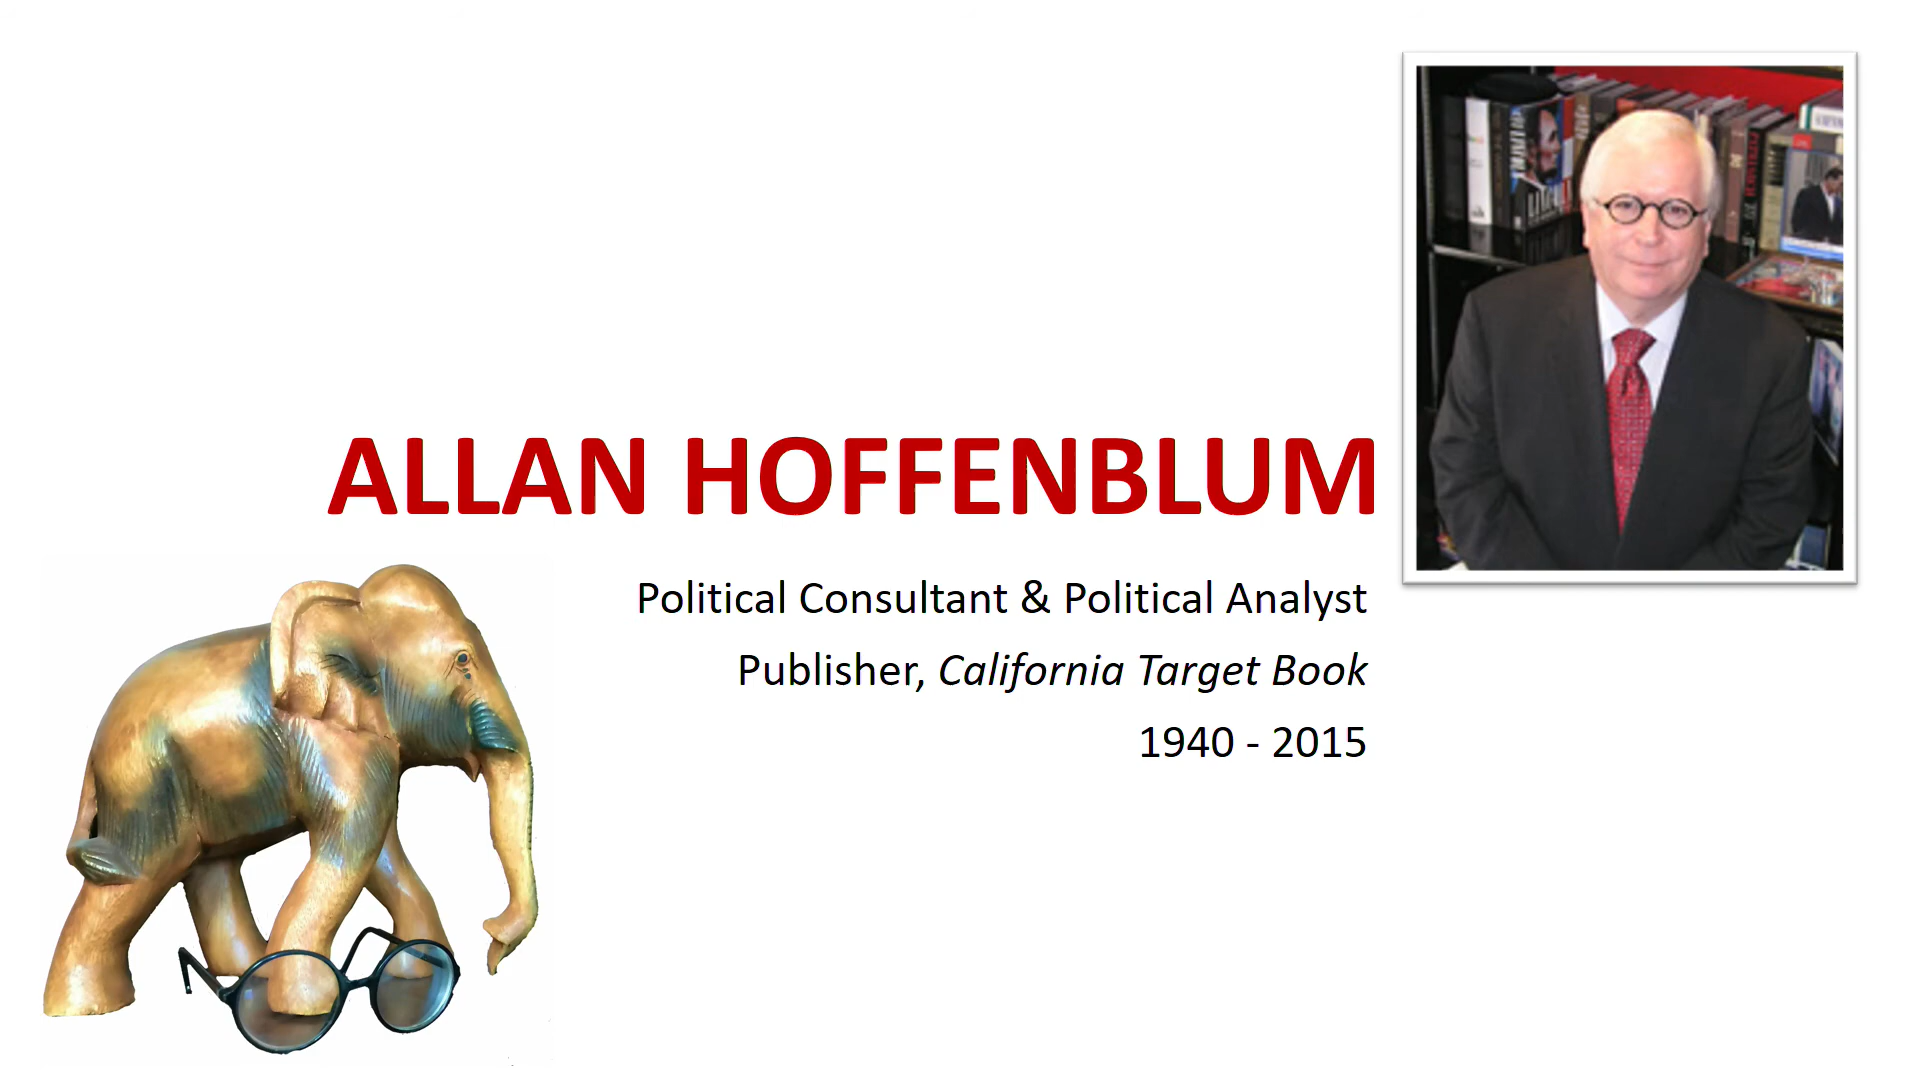 ALLAN HOFFENBLUM
Political Consultant & Political Analyst
Publisher, California Target Book
1940 - 2015